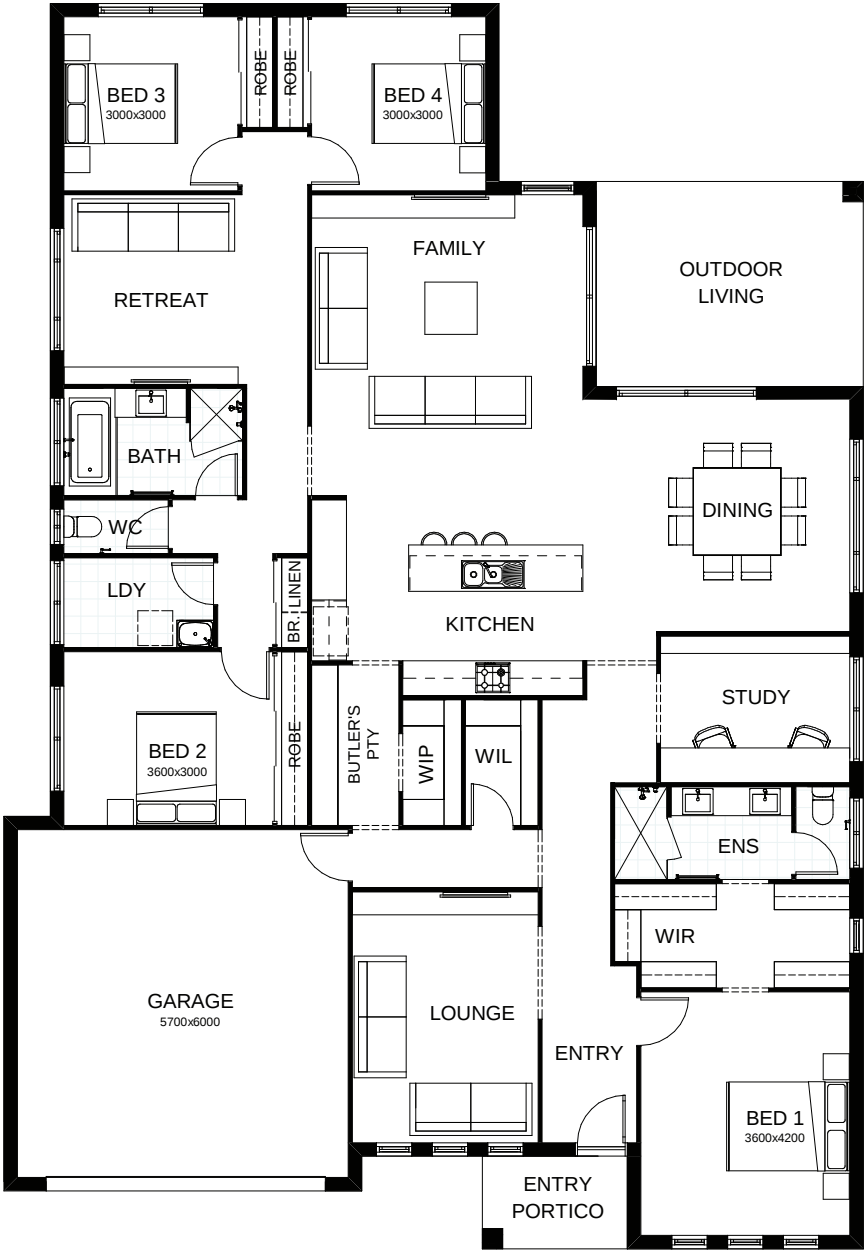 ROBE
ROBE
BED 3
3000x3000
BED 4
3000x3000
FAMILY
OUTDOOR
LIVING
RETREAT
BATH
DINING
WC
LDY
BR. LINEN
KITCHEN
STUDY
BED 2
3600x3000
ROBE
BUTLER'S
PTY
WIP
WIL
ENS
WIR
GARAGE
5700x6000
LOUNGE
ENTRY
BED 1
3600x4200
ENTRY
PORTICO